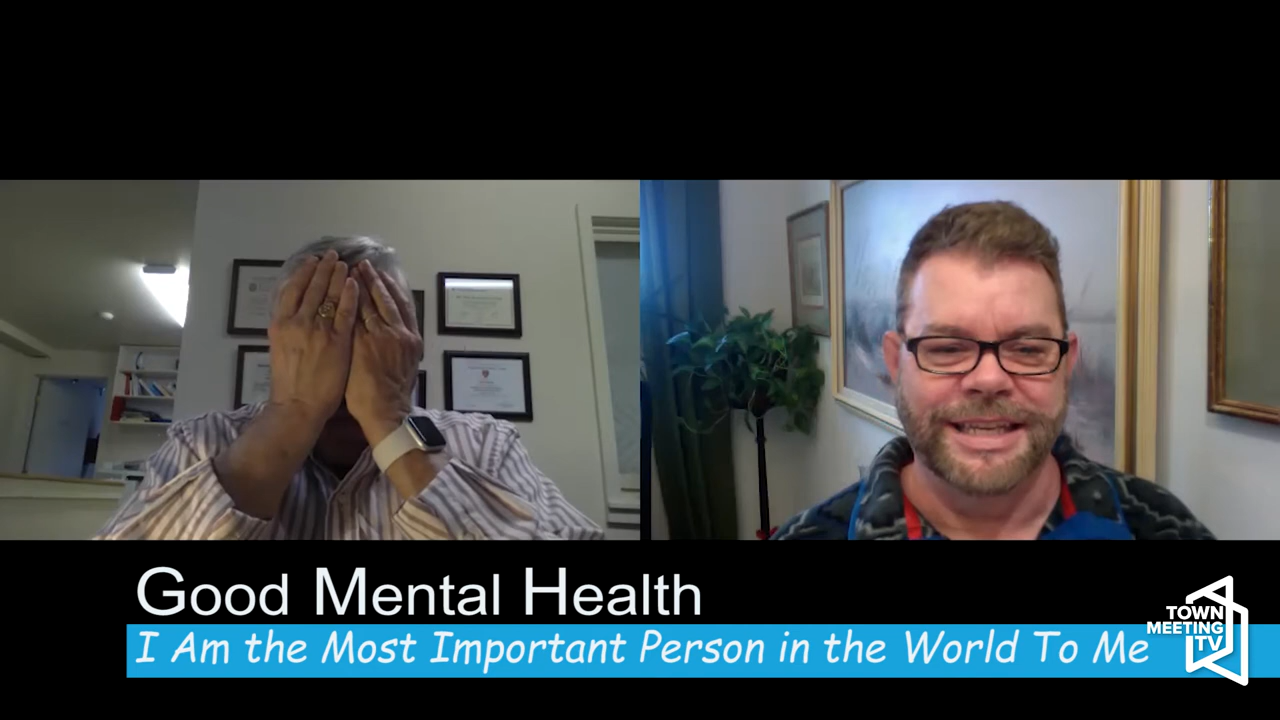 Good Mental Health
I Am the Most Important Person in the World To Me
TOWN
MEETING
TV